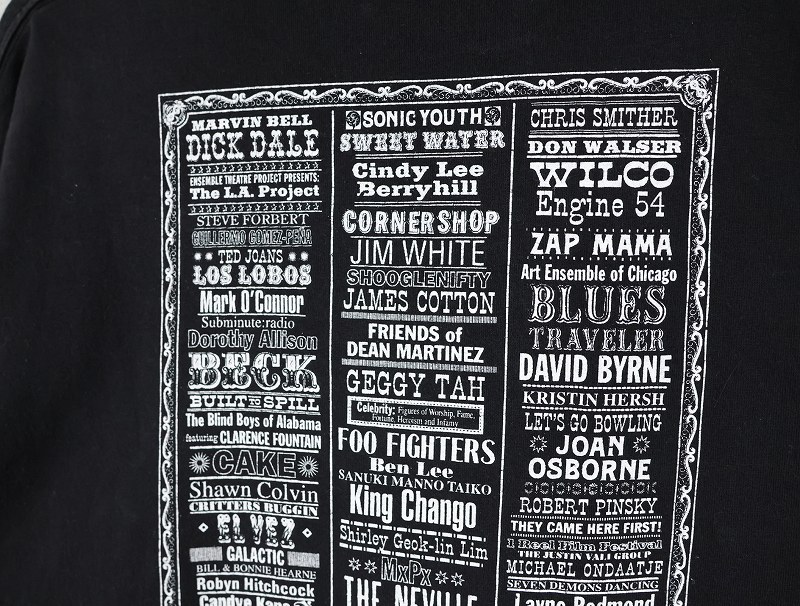 MARVIN BELL
DICK DALE
ENSEMBLE THEATRE PROJECT PRESENTS:
The L.A. Project
STEVE FORBERT
GUILLERMO GOMEZ-PEÑA
TED JOANS
LOS LOBOS
Mark O'Connor
Subminute:radio
Dorothy Allison
BECK
BUILT TO SPILL
The Blind Boys of Alabama
featuring CLARENCE FOUNTAIN
CAKE
Shawn Colvin
CRITTERS BUGGIN
ELVEZ
GALACTIC
BILL & BONNIE HEARNE
Robyn Hitchcock
Candye Kane
SONIC YOUTH
SWEET WATER
Cindy Lee
Berryhill
CORNERSHOP
JIM WHITE
SHOOGLENIFTY
JAMES COTTON
FRIENDS of
DEAN MARTINEZ
GEGGY TAH
Celebrity: Figures of Worship, Fame,
Fortune, Heroism and Infamy
FOO FIGHTERS
Ben Lee
SANUKI MANNO TAIKO
King Chango
Shirley Geok-lin Lim
MxPx
THE NEVILLE
CHRIS SMITHER
DON WALSER
WILCO
Engine 54
ZAP MAMA
Art Ensemble of Chicago
BLUES
TRAVELER
DAVID BYRNE
KRISTIN HERSH
LET'S GO BOWLING
JOAN
OSBORNE
ROBERT PINSKY
THEY CAME HERE FIRST!
1 Reel Film Festival
THE JUSTIN VALI GROUP
MICHAEL ONDAATJE
SEVEN DEMONS DANCING
Layne Redmond